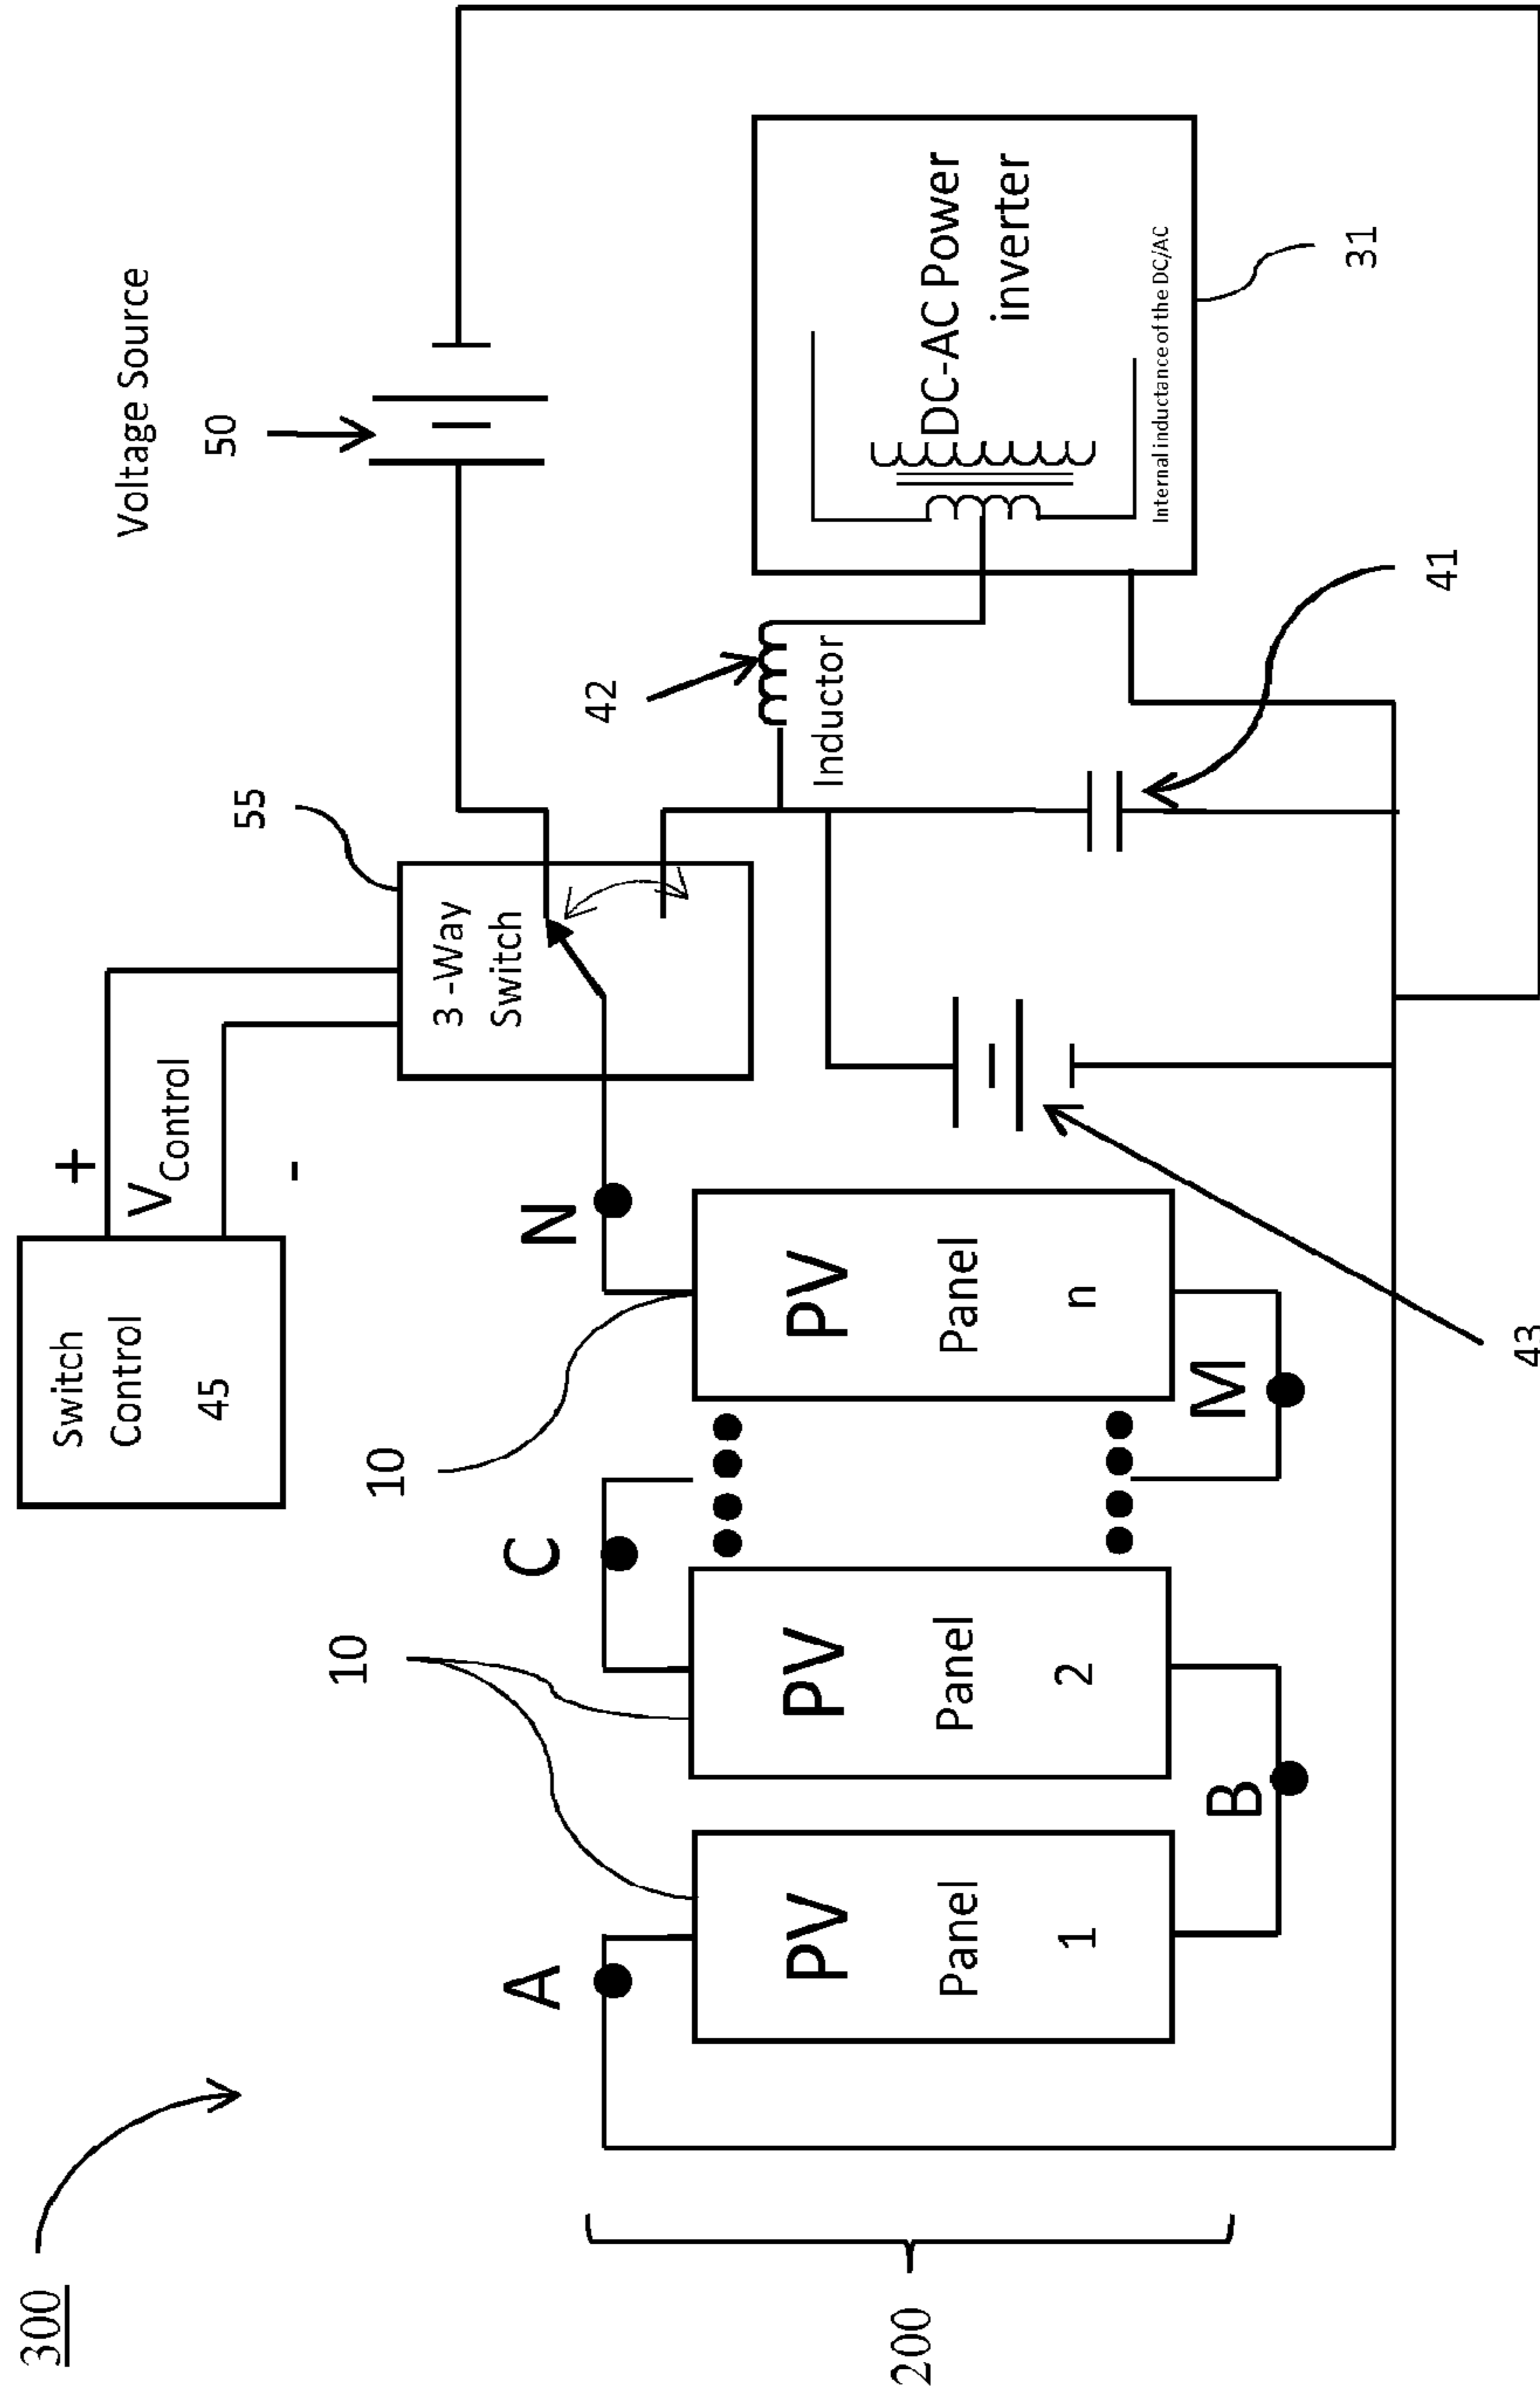 300
Switch
Control
45
+
VControl
-
55
3 -Way
Switch
Voltage Source
50
42
Inductor
DC-AC Power
inverter
Internal inductance of the DC/AC
31
41
43
200
10
10
A
B
C
M
N
PV
Panel
1
PV
Panel
2
PV
Panel
n